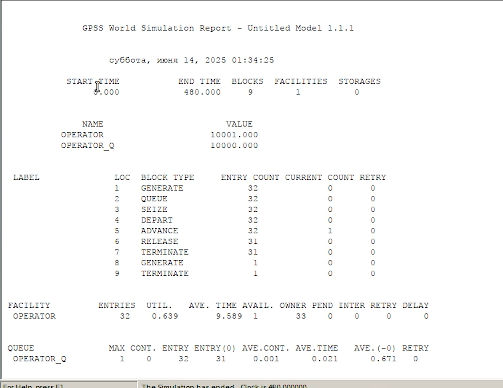 GPSS World Simulation Report - Untitled Model 1.1.1
суббота, июня 14, 2025 01:34:25
START TIME END TIME BLOCKS FACILITIES STORAGES
0.000 480.000 9 1 0
NAME VALUE
OPERATOR 10001.000
OPERATOR_Q 10000.000
LABEL LOC BLOCK TYPE ENTRY COUNT CURRENT COUNT RETRY
1 GENERATE 32 0 0
2 QUEUE 32 0 0
3 SEIZE 32 0 0
4 DEPART 32 0 0
5 ADVANCE 32 1 0
6 RELEASE 31 0 0
7 TERMINATE 31 0 0
8 GENERATE 1 0 0
9 TERMINATE 1 0 0
FACILITY ENTRIES UTIL. AVE. TIME AVAIL. OWNER PEND INTER RETRY DELAY
OPERATOR 32 0.639 9.589 1 33 0 0 0 0
QUEUE MAX CONT. ENTRY ENTRY(0) AVE.CONT. AVE.TIME AVE.(-0) RETRY
OPERATOR_Q 1 0 32 31 0.001 0.021 0.671 0
For Help, press F1 The Simulation has ended. Clock is 480.000000.